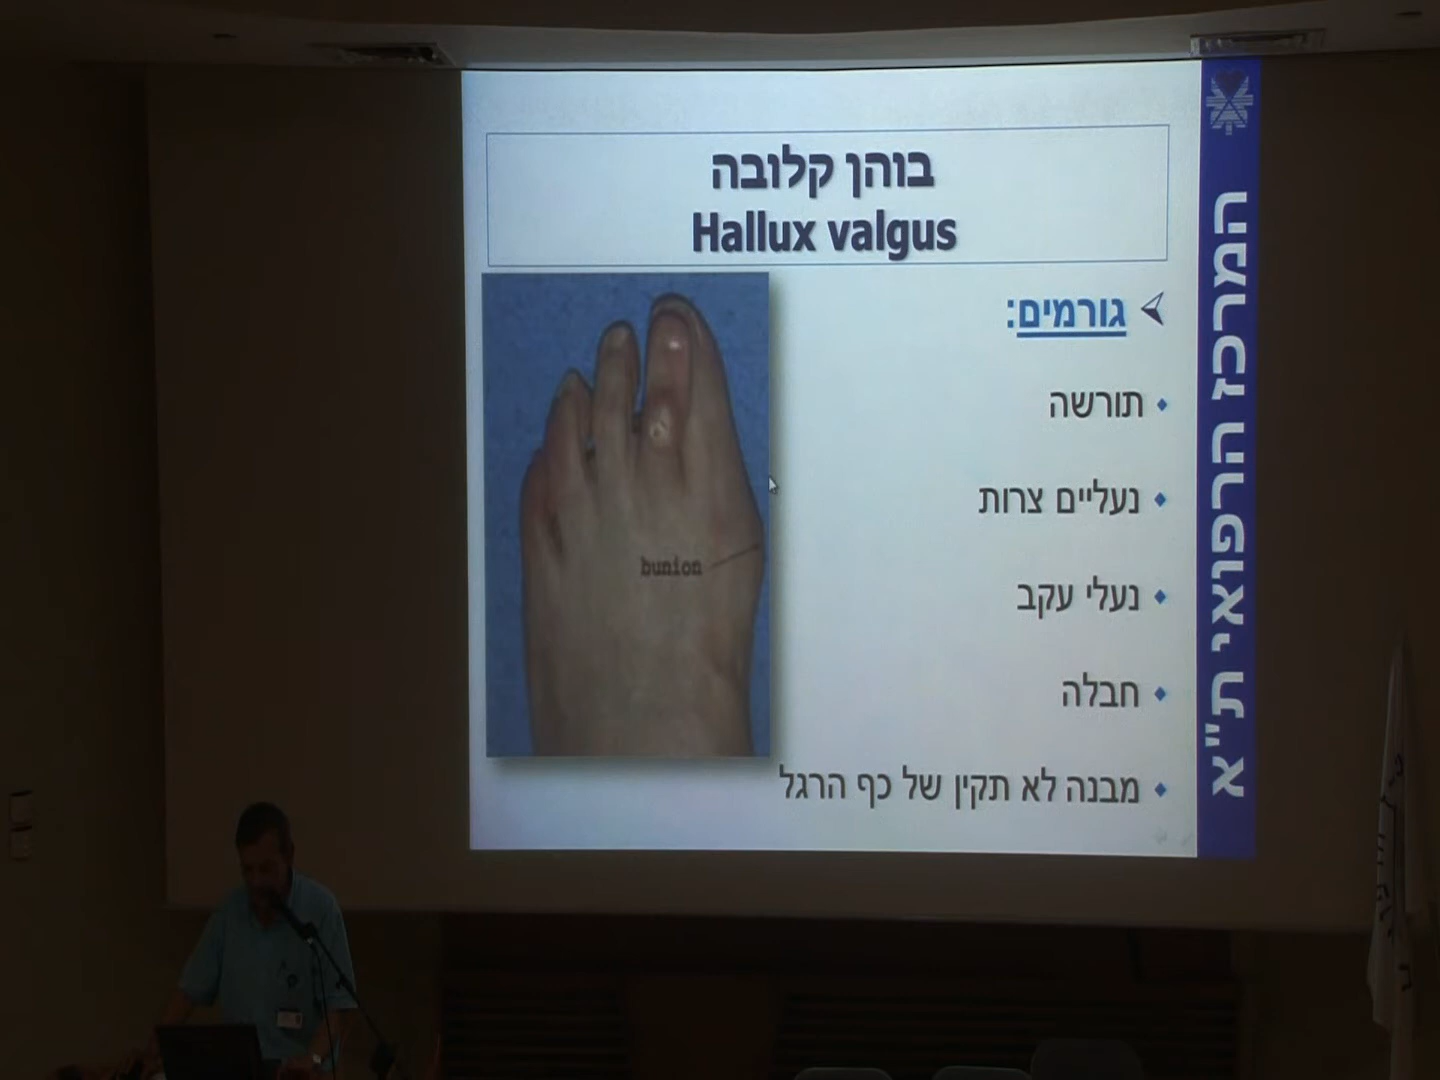 בוהן קלובה
Hallux valgus
גורמים:
תורשה
נעליים צרות
נעלי עקב
חבלה
מבנה לא תקין של כף הרגל
bunion
המרכז הרפואי ת"א